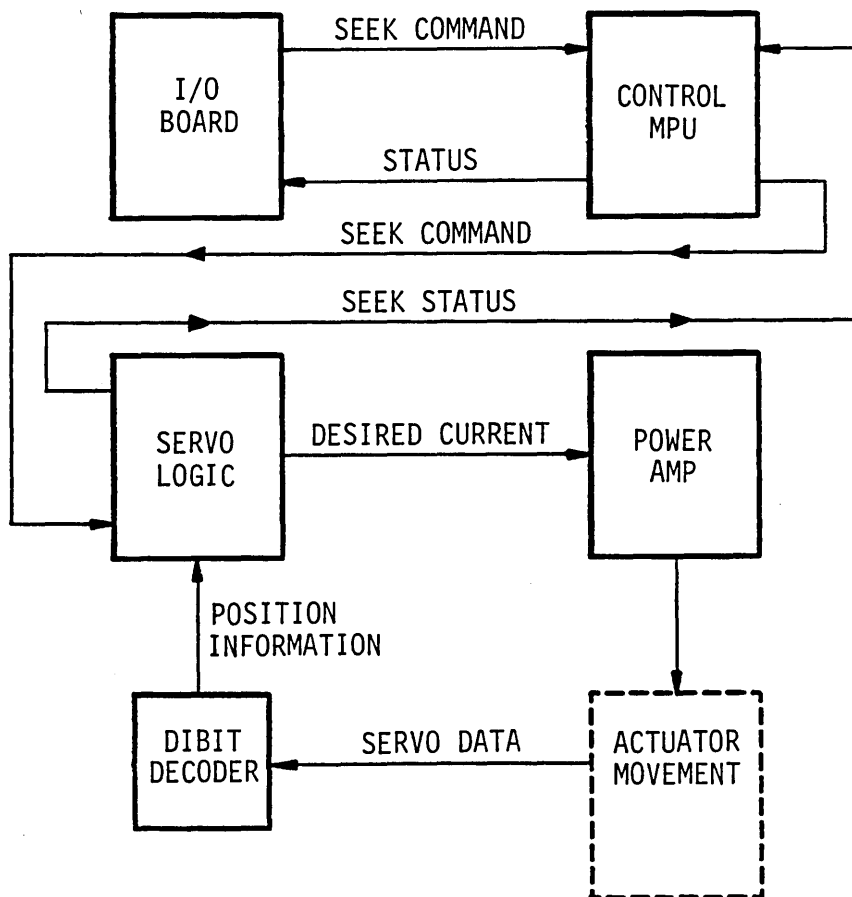 SEEK COMMAND
I/O
BOARD
CONTROL
MPU
STATUS
SEEK COMMAND
SEEK STATUS
SERVO
LOGIC
DESIRED CURRENT
POWER
AMP
POSITION
INFORMATION
DIBIT
DECODER
SERVO DATA
ACTUATOR
MOVEMENT